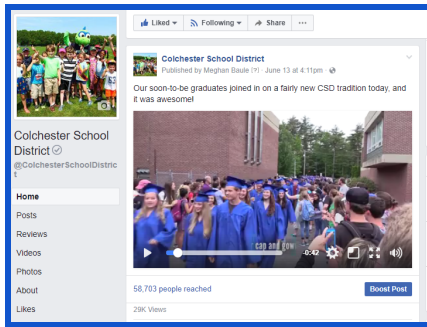 Liked
Following
Share
Colchester School District
Published by Meghan Baule [?] · June 13 at 4:11pm ·
Our soon-to-be graduates joined in on a fairly new CSD tradition today, and
it was awesome!
Colchester School
District
@ColchesterSchoolDistric
t
Home
Posts
Reviews
Videos
Photos
About
Likes
cap and gow
-0:42
58,703 people reached
Boost Post
29K Views